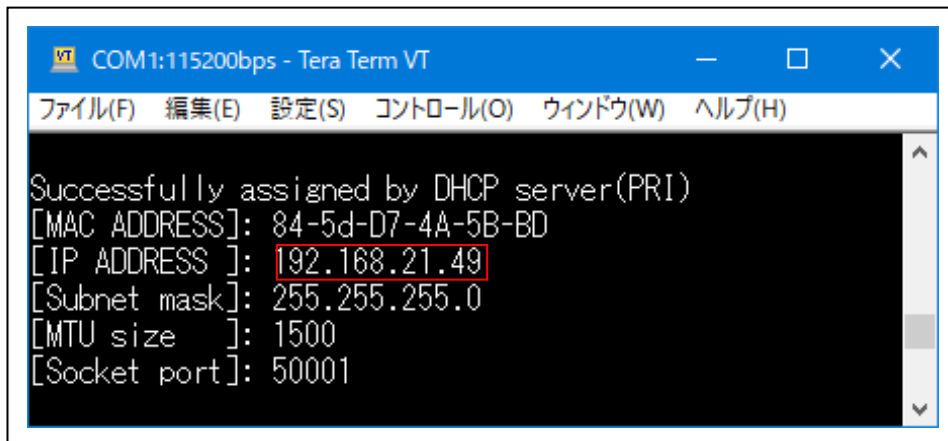 COM1:115200bps - Tera Term VT
ファイル(F) 編集(E) 設定(S) コントロール(O) ウィンドウ(W) ヘルプ(H)
Successfully assigned by DHCP server(PRI)
[MAC ADDRESS]: 84-5d-D7-4A-5B-BD
[IP ADDRESS ]: 192.168.21.49
[Subnet mask]: 255.255.255.0
[MTU size   ]: 1500
[Socket port]: 50001